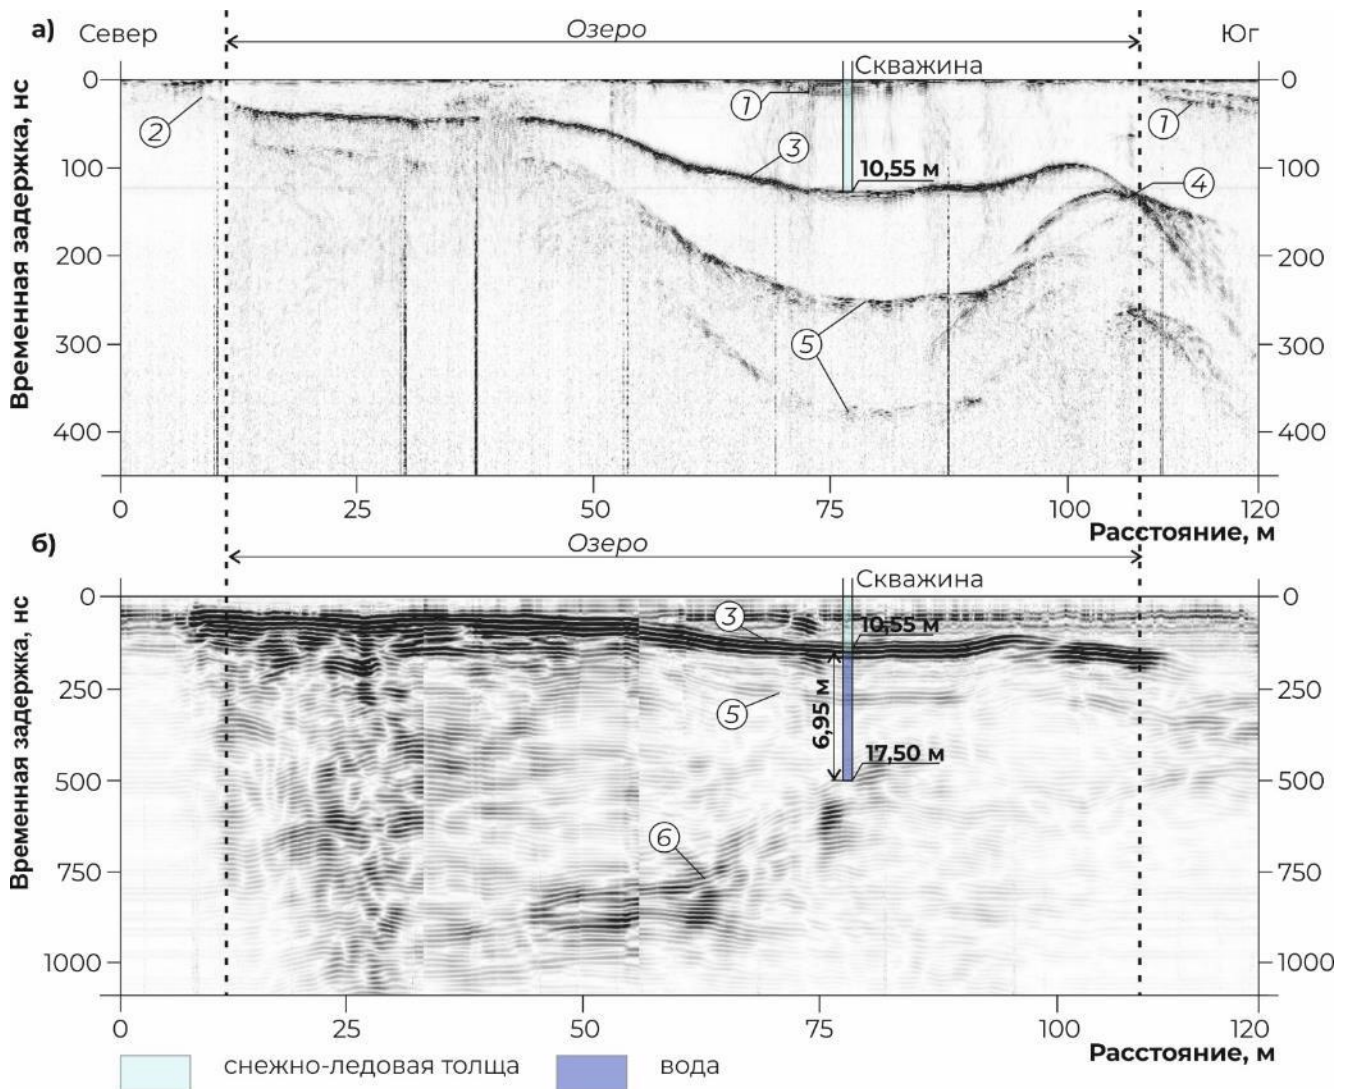 а) Север Озеро Юг
Скважина
0 0
1
2
1
3
100 10,55 м 100
4
200 200
300 5 300
400 400
Временная задержка, нс
0 25 50 75 100 120
Расстояние, м
б) Озеро
Скважина
0 0
3 10,55 м
250 5 250
6,95 м
17,50 м
500 500
6
750 750
1000 1000
Временная задержка, нс
0 25 50 75 100 120
Расстояние, м
снежно-ледовая толща вода